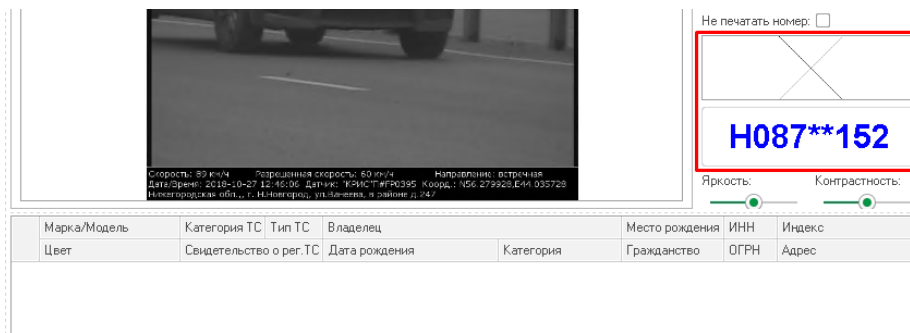 Не печатать номер:
Н087**152
Яркость: Контрастность:
Скорость: 89 км/ч Разрешенная скорость: 60 км/ч Направление: встречная
Дата/Время: 2018-10-27 12:46:06 Датчик: "КРИС"П#FP0395 Коорд.: N56.279928,E44.035728
Нижегородская обл.,, г. Н.Новгород, ул.Ванеева, в районе д.247
Марка/Модель Категория ТС Тип ТС Владелец Место рождения ИНН Индекс
Цвет Свидетельство о рег.ТС Дата рождения Категория Гражданство ОГРН Адрес